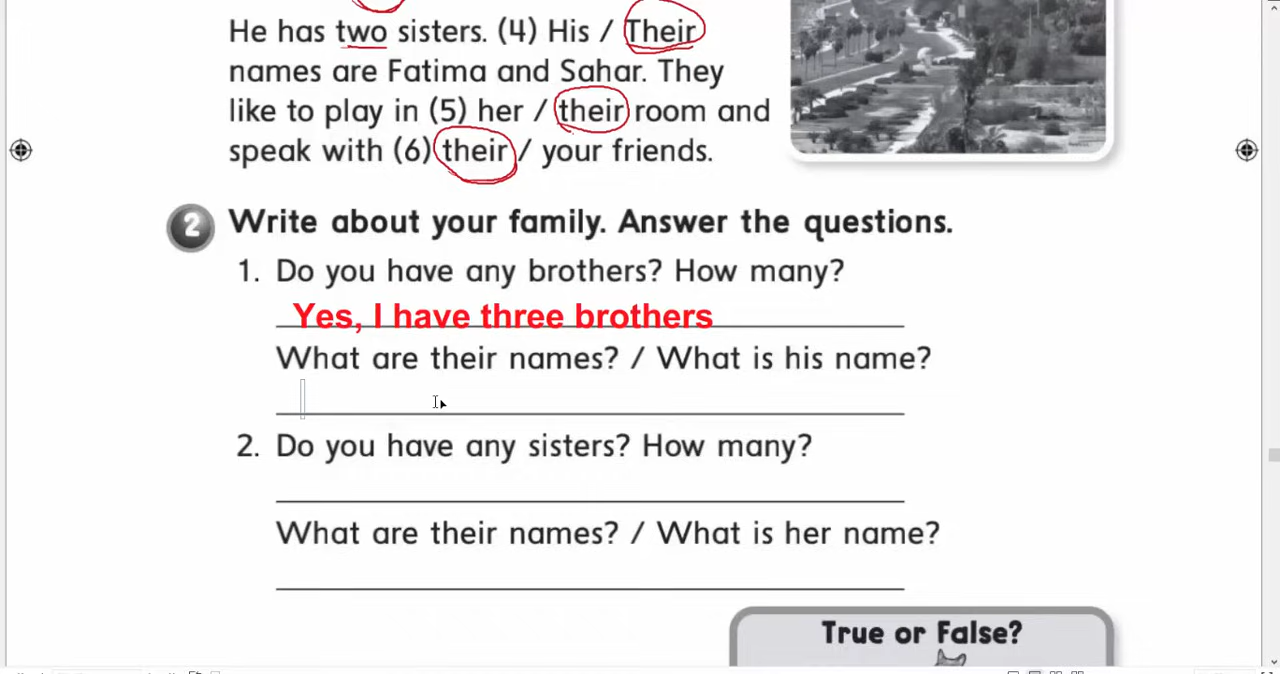 He has two sisters. (4) His / Their
names are Fatima and Sahar. They
like to play in (5) her / their room and
speak with (6) their / your friends.
2 Write about your family. Answer the questions.
1. Do you have any brothers? How many?
Yes, I have three brothers
What are their names? / What is his name?
2. Do you have any sisters? How many?
What are their names? / What is her name?
True or False?